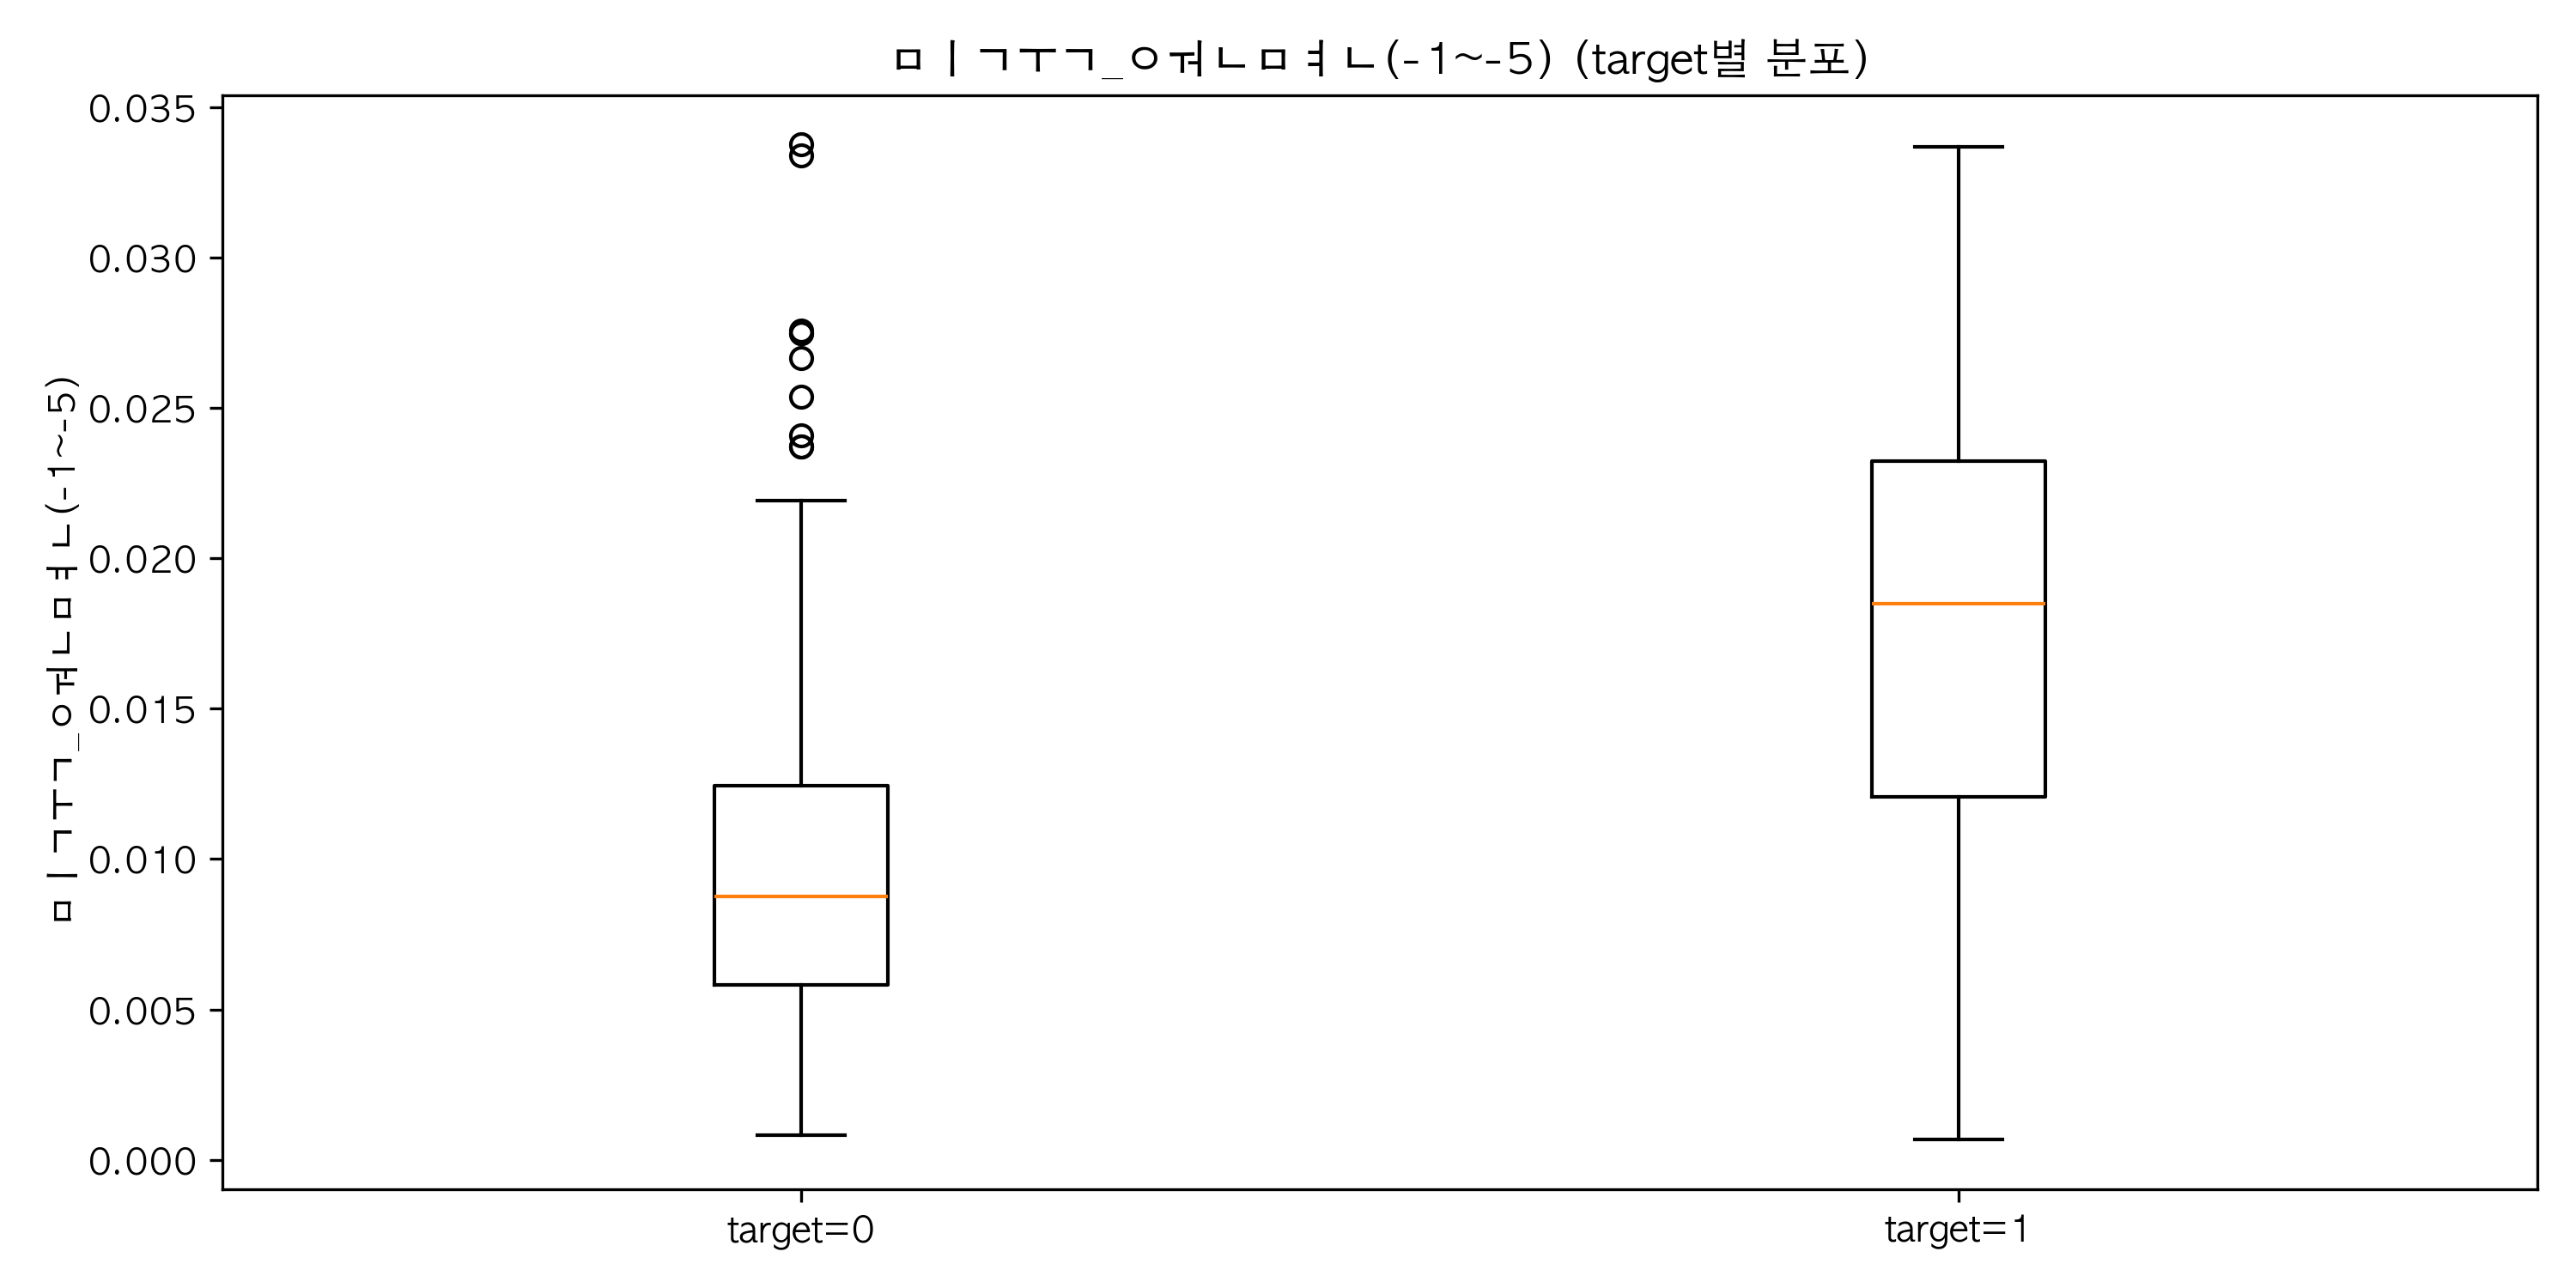 ㅁㅣㄱㅜㄱ_ㅇㅝㄴㅁㅕㄴ(-1~-5) (target별 분포)
ㅁㅣㄱㅜㄱ_ㅇㅝㄴㅁㅕㄴ(-1~-5)
0.035
0.030
0.025
0.020
0.015
0.010
0.005
0.000
target=0
target=1